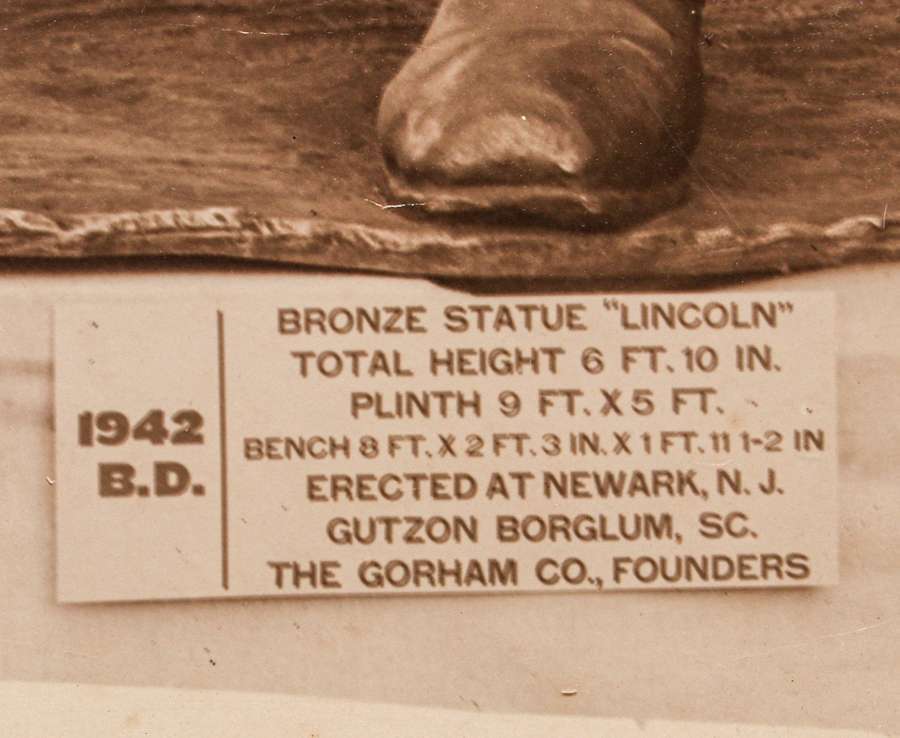 1942
B.D.
BRONZE STATUE "LINCOLN"
TOTAL HEIGHT 6 FT. 10 IN.
PLINTH 9 FT. X 5 FT.
BENCH 8 FT. X 2 FT. 3 IN. X 1 FT. 11 1-2 IN
ERECTED AT NEWARK, N. J.
GUTZON BORGLUM, SC.
THE GORHAM CO., FOUNDERS